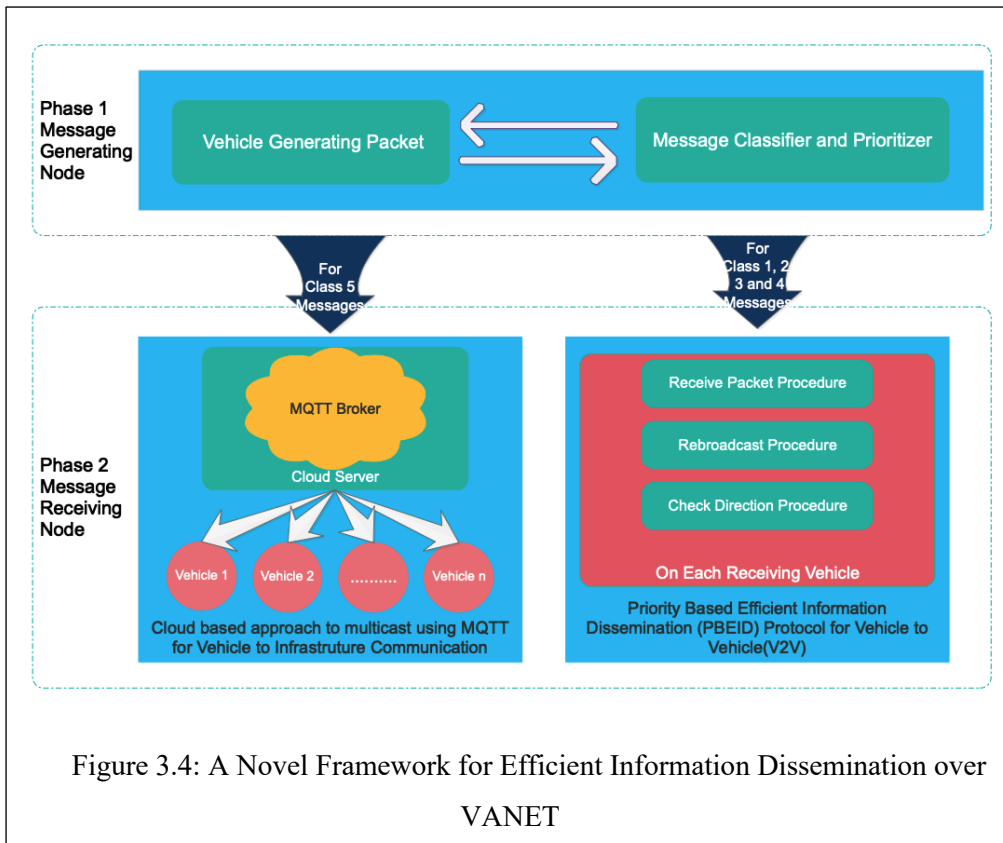 Phase 1
Message
Generating
Node
Vehicle Generating Packet
Message Classifier and Prioritizer
For
Class 5
Messages
For
Class 1, 2
3 and 4
Messages
Phase 2
Message
Receiving
Node
MQTT Broker
Cloud Server
Vehicle 1
Vehicle 2
..........
Vehicle n
Cloud based approach to multicast using MQTT
for Vehicle to Infrastruture Communication
Receive Packet Procedure
Rebroadcast Procedure
Check Direction Procedure
On Each Receiving Vehicle
Priority Based Efficient Information
Dissemination (PBEID) Protocol for Vehicle to
Vehicle(V2V)
Figure 3.4: A Novel Framework for Efficient Information Dissemination over
VANET